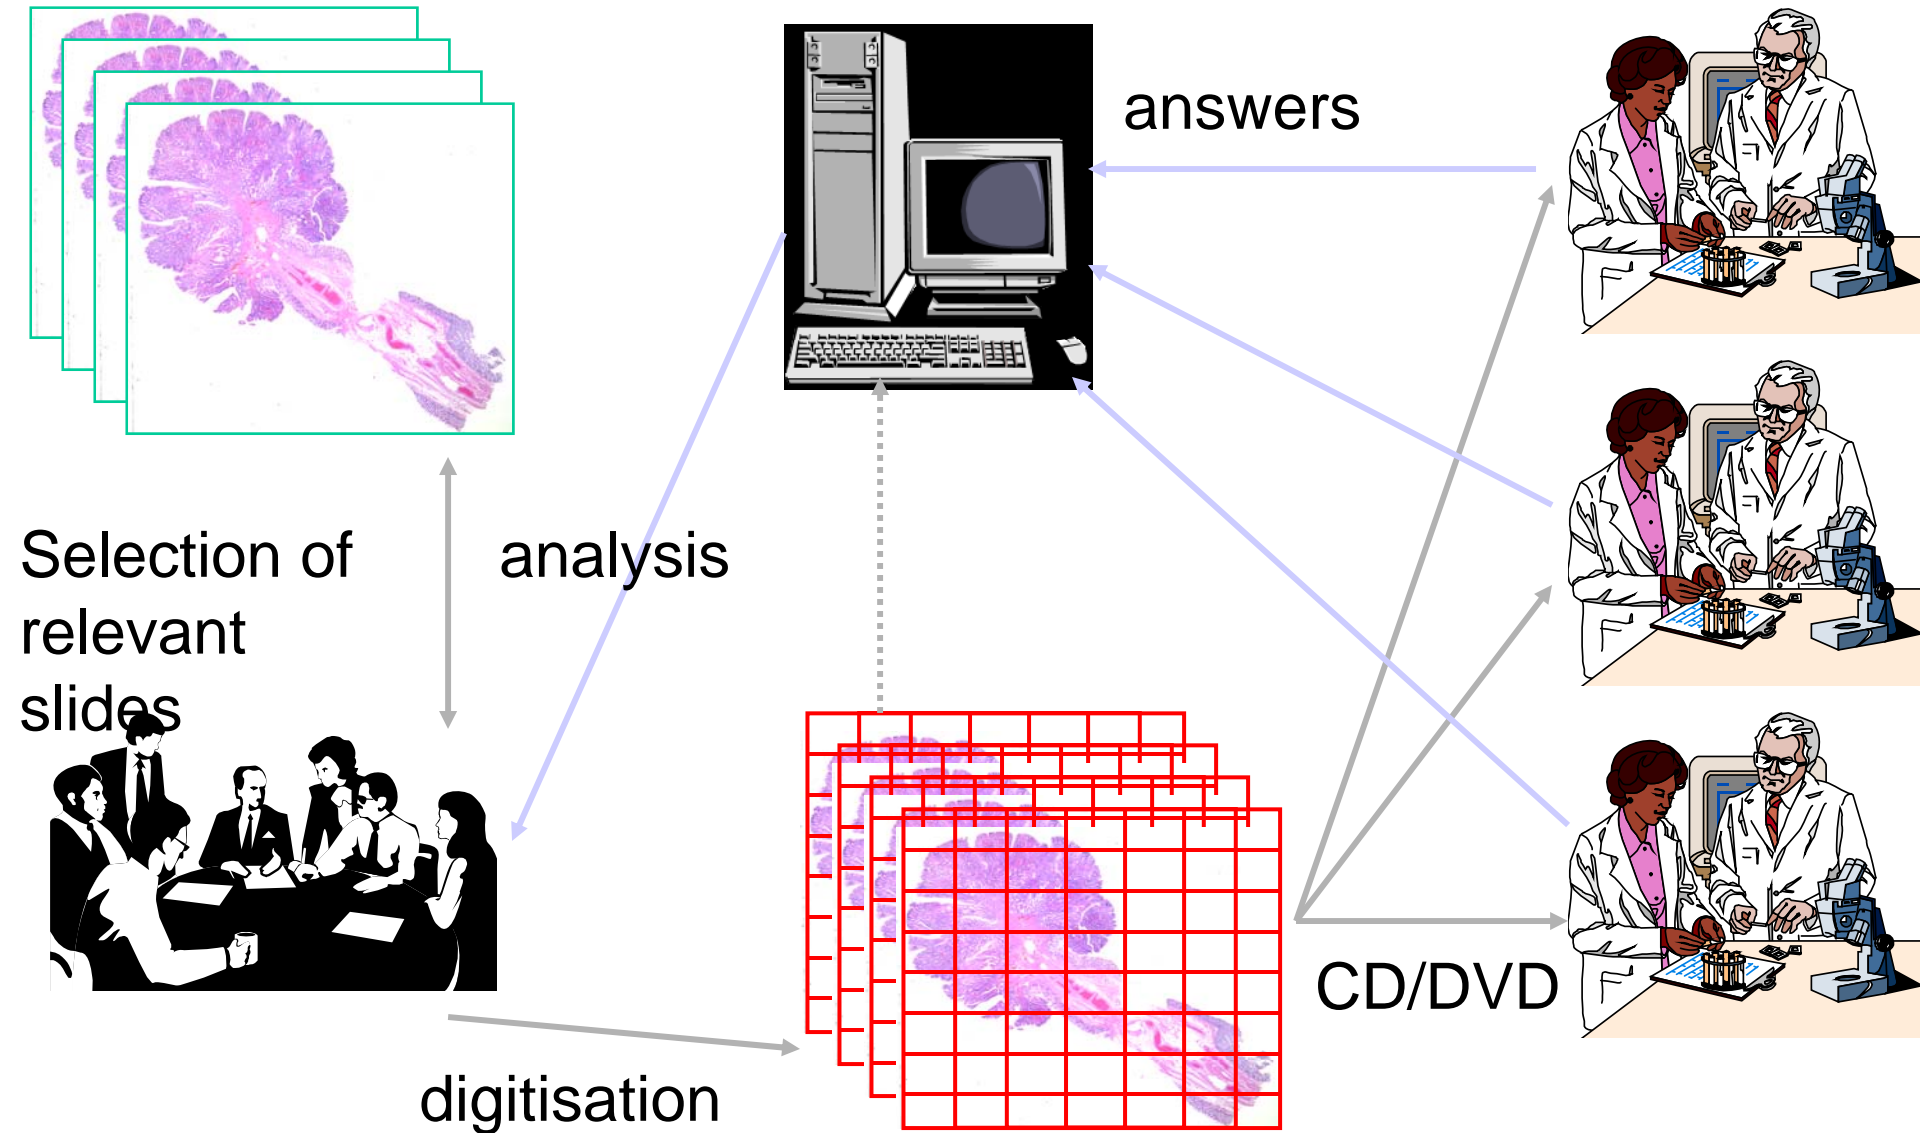 answers
Selection of
relevant
slides
analysis
CD/DVD
digitisation